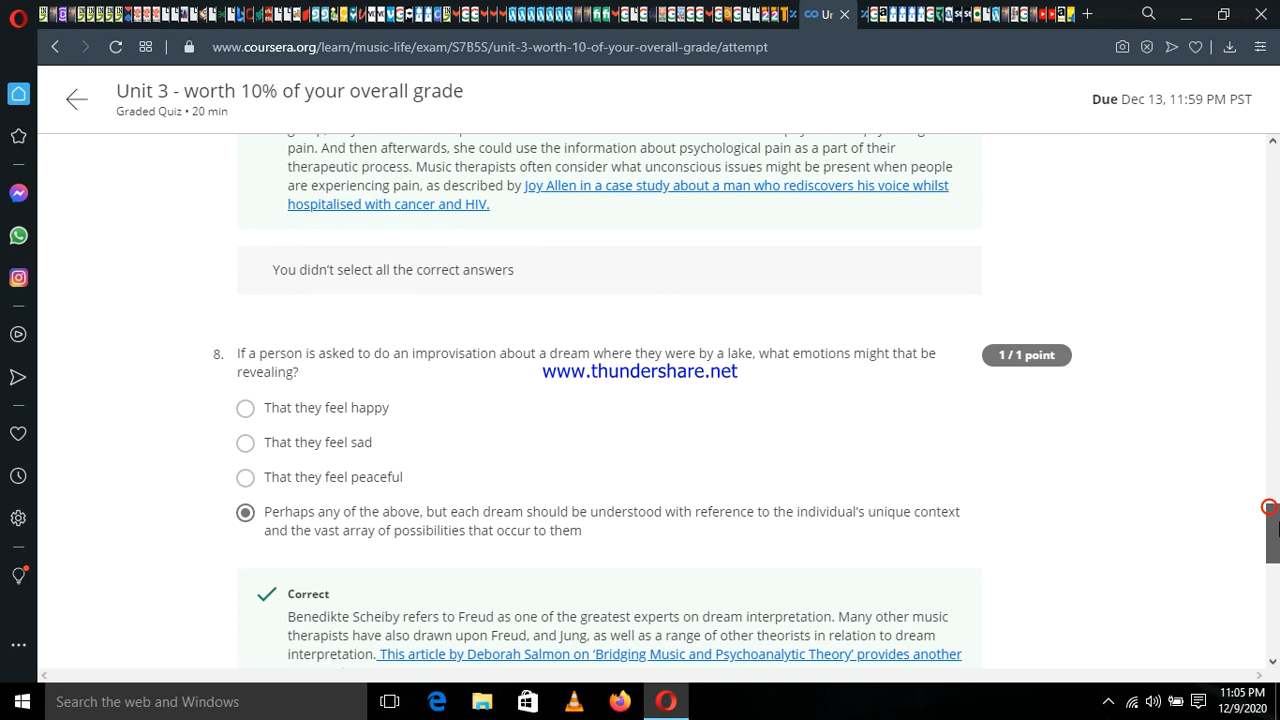 www.coursera.org/learn/music-life/exam/S7B5S/unit-3-worth-10-of-your-overall-grade/attempt
Unit 3 - worth 10% of your overall grade
Graded Quiz • 20 min
Due Dec 13, 11:59 PM PST
pain. And then afterwards, she could use the information about psychological pain as a part of their
therapeutic process. Music therapists often consider what unconscious issues might be present when people
are experiencing pain, as described by Joy Allen in a case study about a man who rediscovers his voice whilst
hospitalised with cancer and HIV.
You didn't select all the correct answers
8. If a person is asked to do an improvisation about a dream where they were by a lake, what emotions might that be
revealing?
1 / 1 point
www.thundershare.net
That they feel happy
That they feel sad
That they feel peaceful
Perhaps any of the above, but each dream should be understood with reference to the individual's unique context
and the vast array of possibilities that occur to them
Correct
Benedikte Scheiby refers to Freud as one of the greatest experts on dream interpretation. Many other music
therapists have also drawn upon Freud, and Jung, as well as a range of other theorists in relation to dream
interpretation. This article by Deborah Salmon on 'Bridging Music and Psychoanalytic Theory' provides another
Search the web and Windows
11:05 PM
12/9/2020